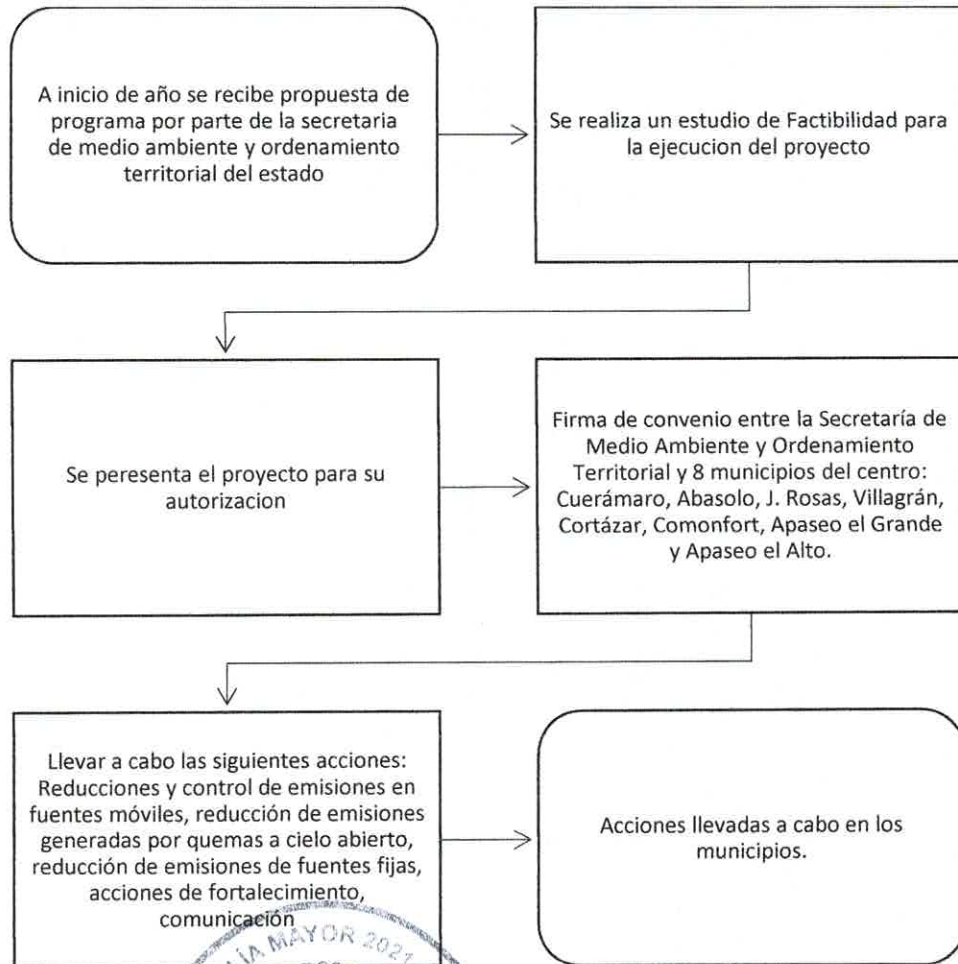 A inicio de año se recibe propuesta de
programa por parte de la secretaria
de medio ambiente y ordenamiento
territorial del estado
Se realiza un estudio de Factibilidad para
la ejecucion del proyecto
Se peresenta el proyecto para su
autorizacion
Firma de convenio entre la Secretaría de
Medio Ambiente y Ordenamiento
Territorial y 8 municipios del centro:
Cuerámaro, Abasolo, J. Rosas, Villagrán,
Cortázar, Comonfort, Apaseo el Grande
y Apaseo el Alto.
Llevar a cabo las siguientes acciones:
Reducciones y control de emisiones en
fuentes móviles, reducción de emisiones
generadas por quemas a cielo abierto,
reducción de emisiones de fuentes fijas,
acciones de fortalecimiento,
comunicación
Acciones llevadas a cabo en los
municipios.
MAYOR 2021